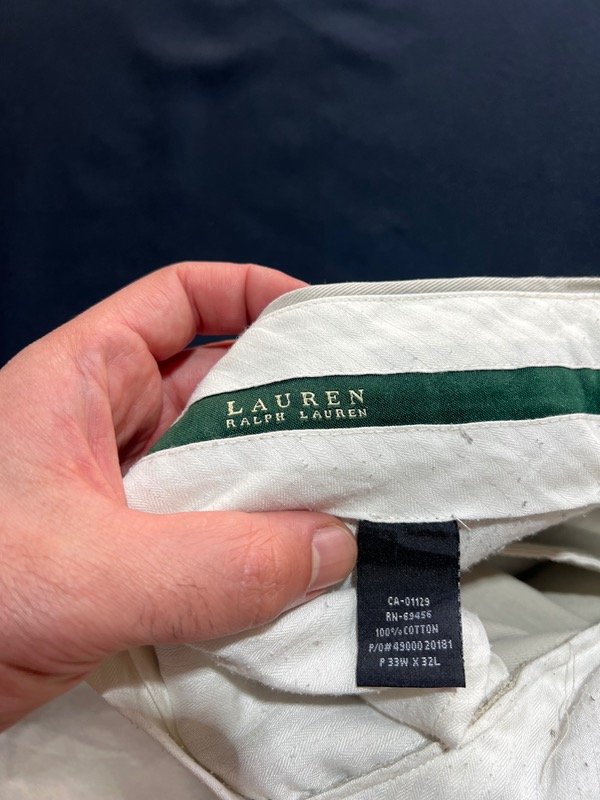 LAUREN
RALPH LAUREN
CA-01129
RN-69456
100% COTTON
P/O# 4900020181
P 33W X 32L